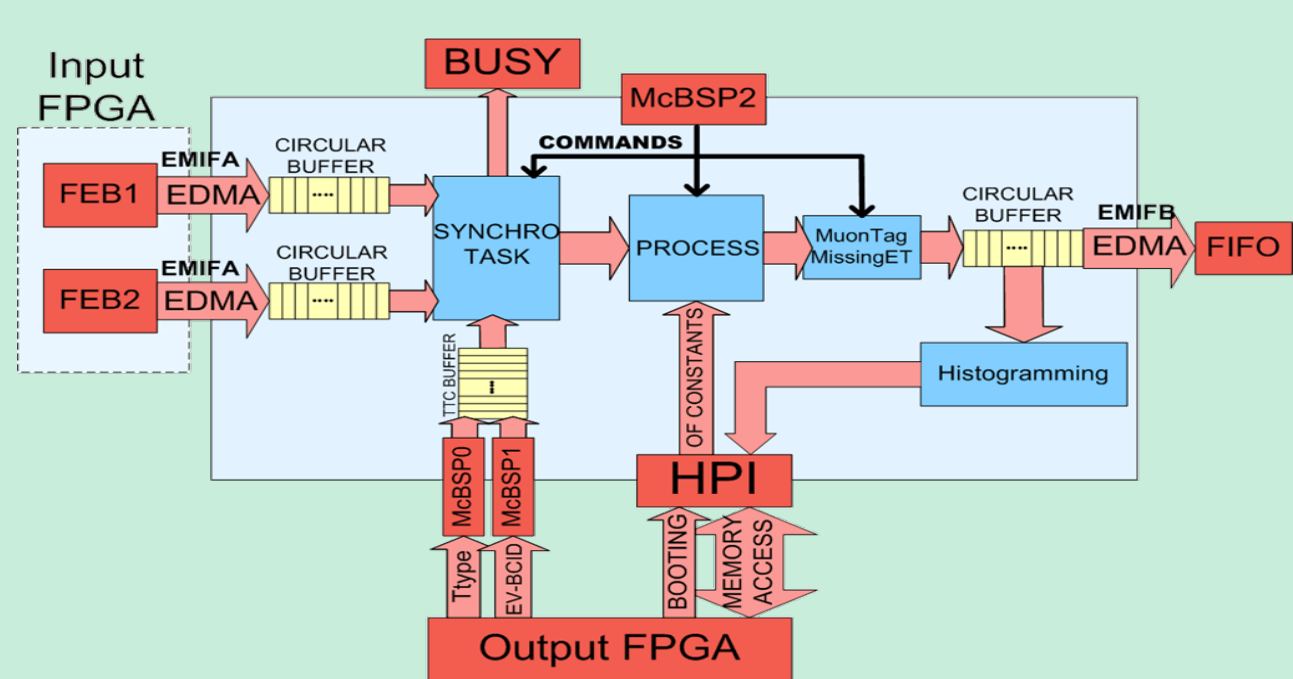 Input
FPGA
BUSY
McBSP2
COMMANDS
EMIFA
EDMA
FEB1
CIRCULAR
BUFFER
....
EMIFA
EDMA
FEB2
CIRCULAR
BUFFER
....
SYNCHRO
TASK
PROCESS
MuonTag
MissingET
CIRCULAR
BUFFER
....
EMIFB
EDMA
FIFO
TTC BUFFER
OF CONSTANTS
Histogramming
McBSP0
McBSP1
HPI
Ttype
EV-BCID
BOOTING
MEMORY
ACCESS
Output FPGA